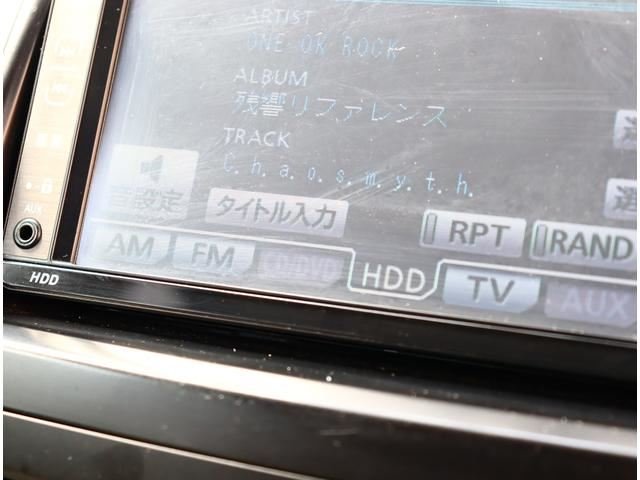 ARTIST
ONE OK ROCK
ALBUM
残響リファレンス
TRACK
C.h.a.o.s.m.y.t.h.
音設定
タイトル入力
RPT
RAND
AM
FM
CD/DVD
HDD
TV
AUX
AUX
HDD